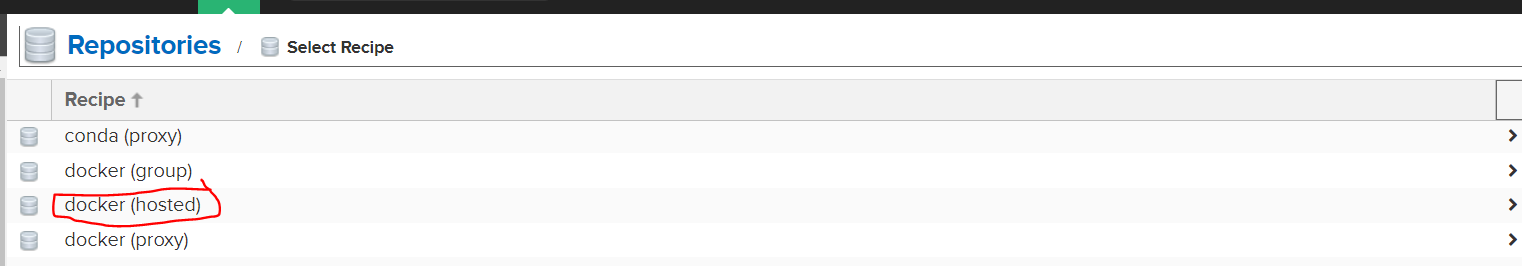 Repositories / Select Recipe
Recipe
conda (proxy)
docker (group)
docker (hosted)
docker (proxy)